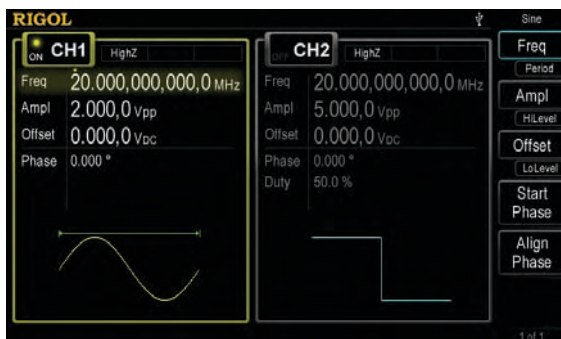 RIGOL
Sine
ON CH1 HighZ
Freq 20.000,000,000,0 MHz
Ampl 2.000,0 Vpp
Offset 0.000,0 VDC
Phase 0.000 °
OFF CH2 HighZ
Freq 20.000,000,000,0 MHz
Ampl 5.000,0 Vpp
Offset 0.000,0 VDC
Phase 0.000 °
Duty 50.0 %
Freq
Period
Ampl
HiLevel
Offset
LoLevel
Start
Phase
Align
Phase
1 of 1